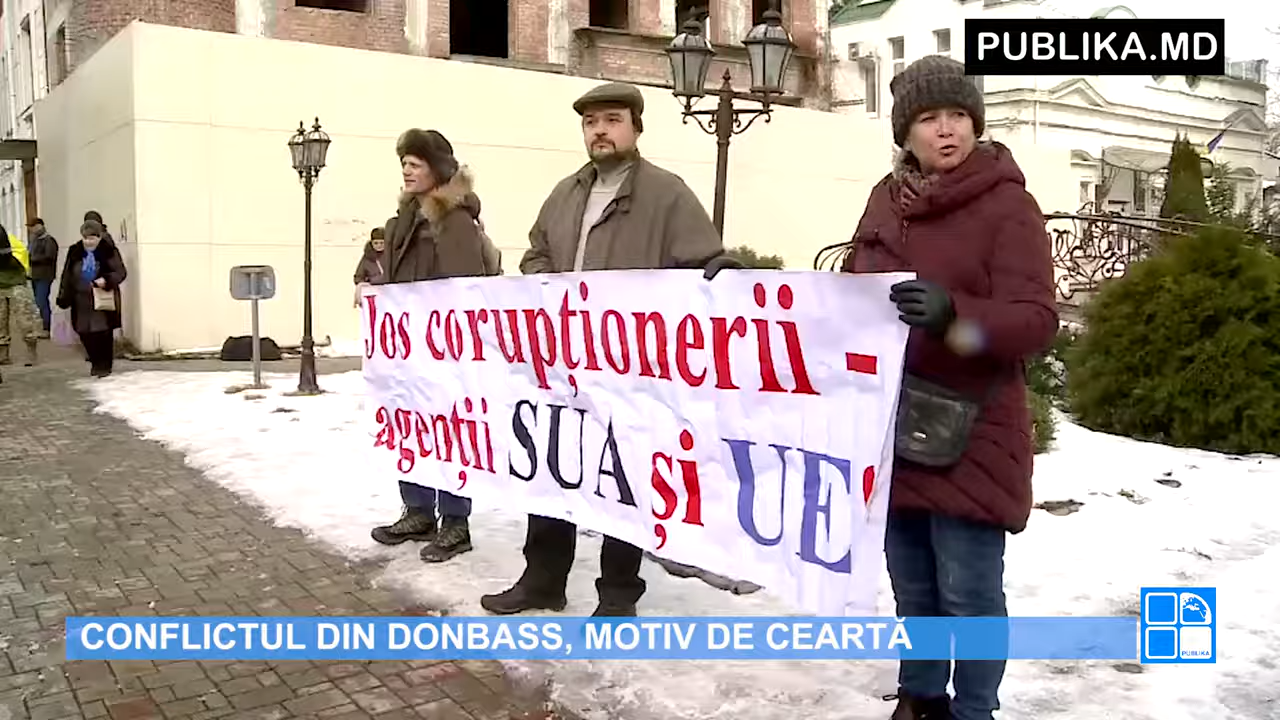 PUBLIKA.MD
Jos corupționerii -
agenții SUA și UE!
CONFLICTUL DIN DONBASS, MOTIV DE CEARTĂ
PUBLIKA